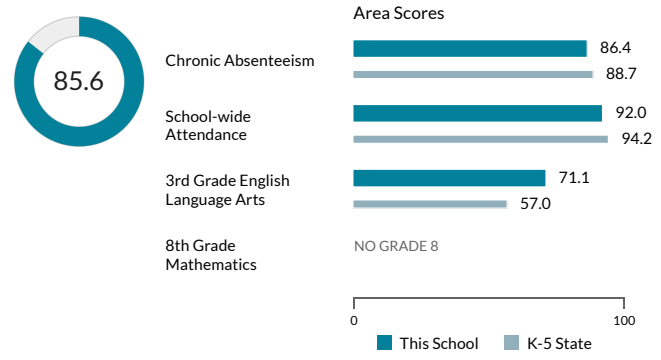 Area Scores
85.6
Chronic Absenteeism
86.4
88.7
School-wide
Attendance
92.0
94.2
3rd Grade English
Language Arts
71.1
57.0
8th Grade
Mathematics
NO GRADE 8
0
100
This School
K-5 State